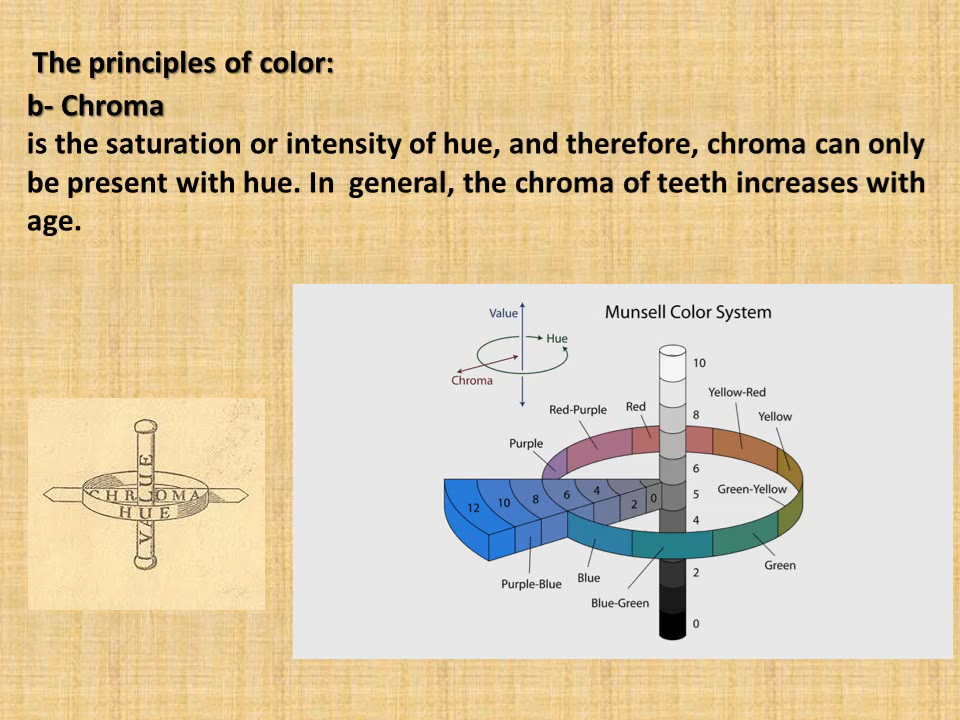 The principles of color:
b- Chroma
is the saturation or intensity of hue, and therefore, chroma can only
be present with hue. In general, the chroma of teeth increases with
age.
CHROMA
HUE
VALUE
Munsell Color System
Value
Hue
Chroma
10
8
6
5
4
2
0
Red-Purple
Red
Yellow-Red
Yellow
Purple
Green-Yellow
12
10
8
6
4
2
0
Purple-Blue
Blue
Blue-Green
Green